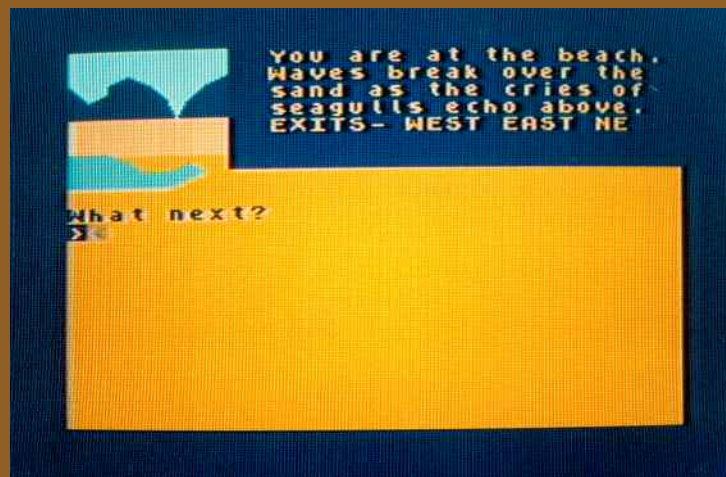 You are at the beach.
Waves break over the
sand as the cries of
seagulls echo above.
EXITS- WEST EAST NE
What next?
>